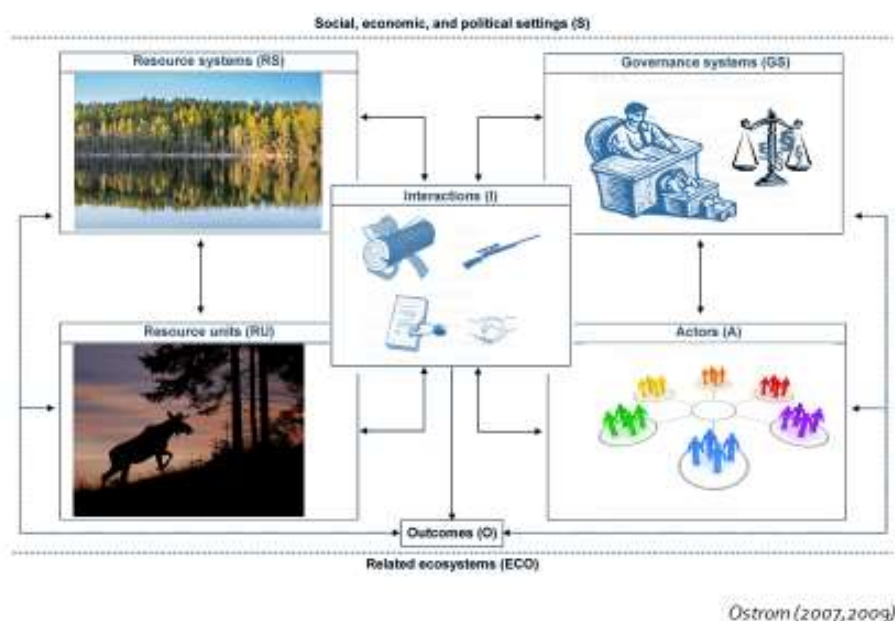 Social, economic, and political settings (S)
Resource systems (RS)
Governance systems (GS)
Interactions (I)
Resource units (RU)
Actors (A)
Outcomes (O)
Related ecosystems (ECO)
Ostrom (2007,2009)